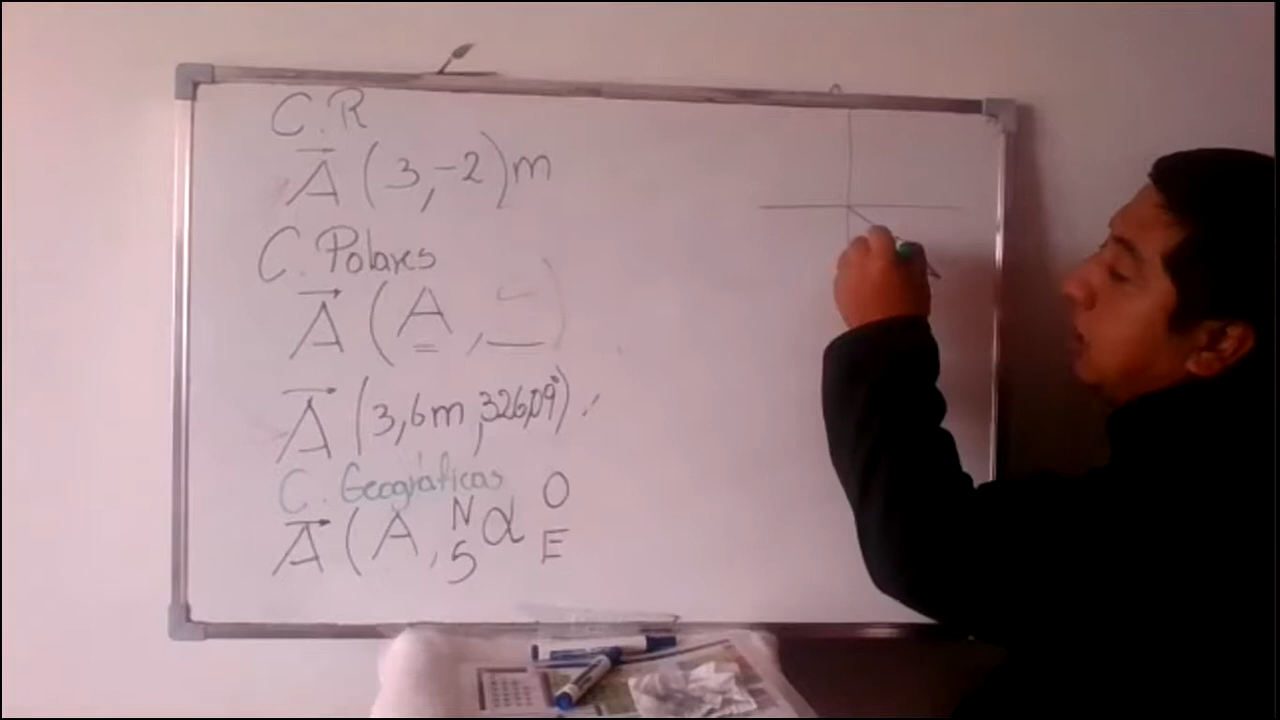 C.R
A (3,-2)m
C. Polares
A (A, )
A (3,6m, 326,09°)
C. Geográficas
A (A, N α O
S E